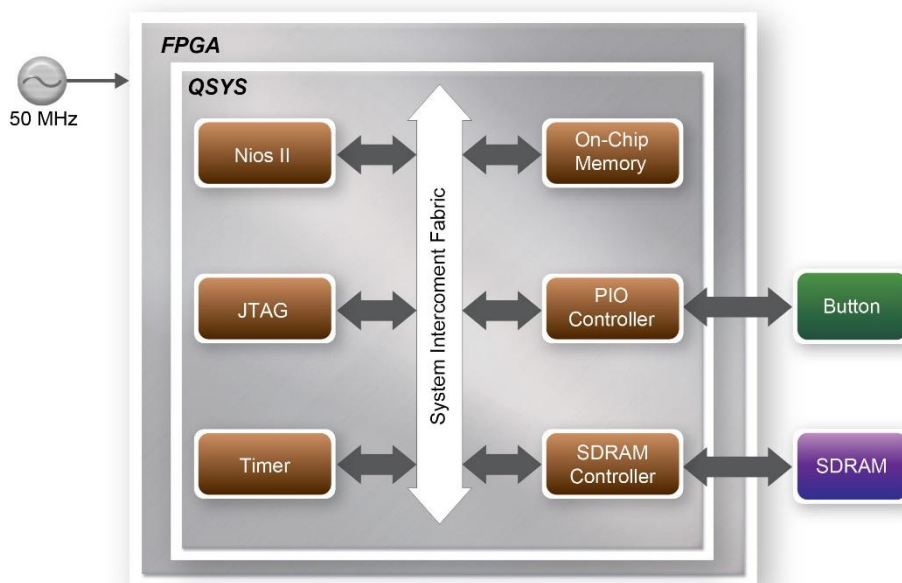 FPGA
QSYS
50 MHz
Nios II
On-Chip
Memory
System Intercoment Fabric
JTAG
PIO
Controller
Button
Timer
SDRAM
Controller
SDRAM